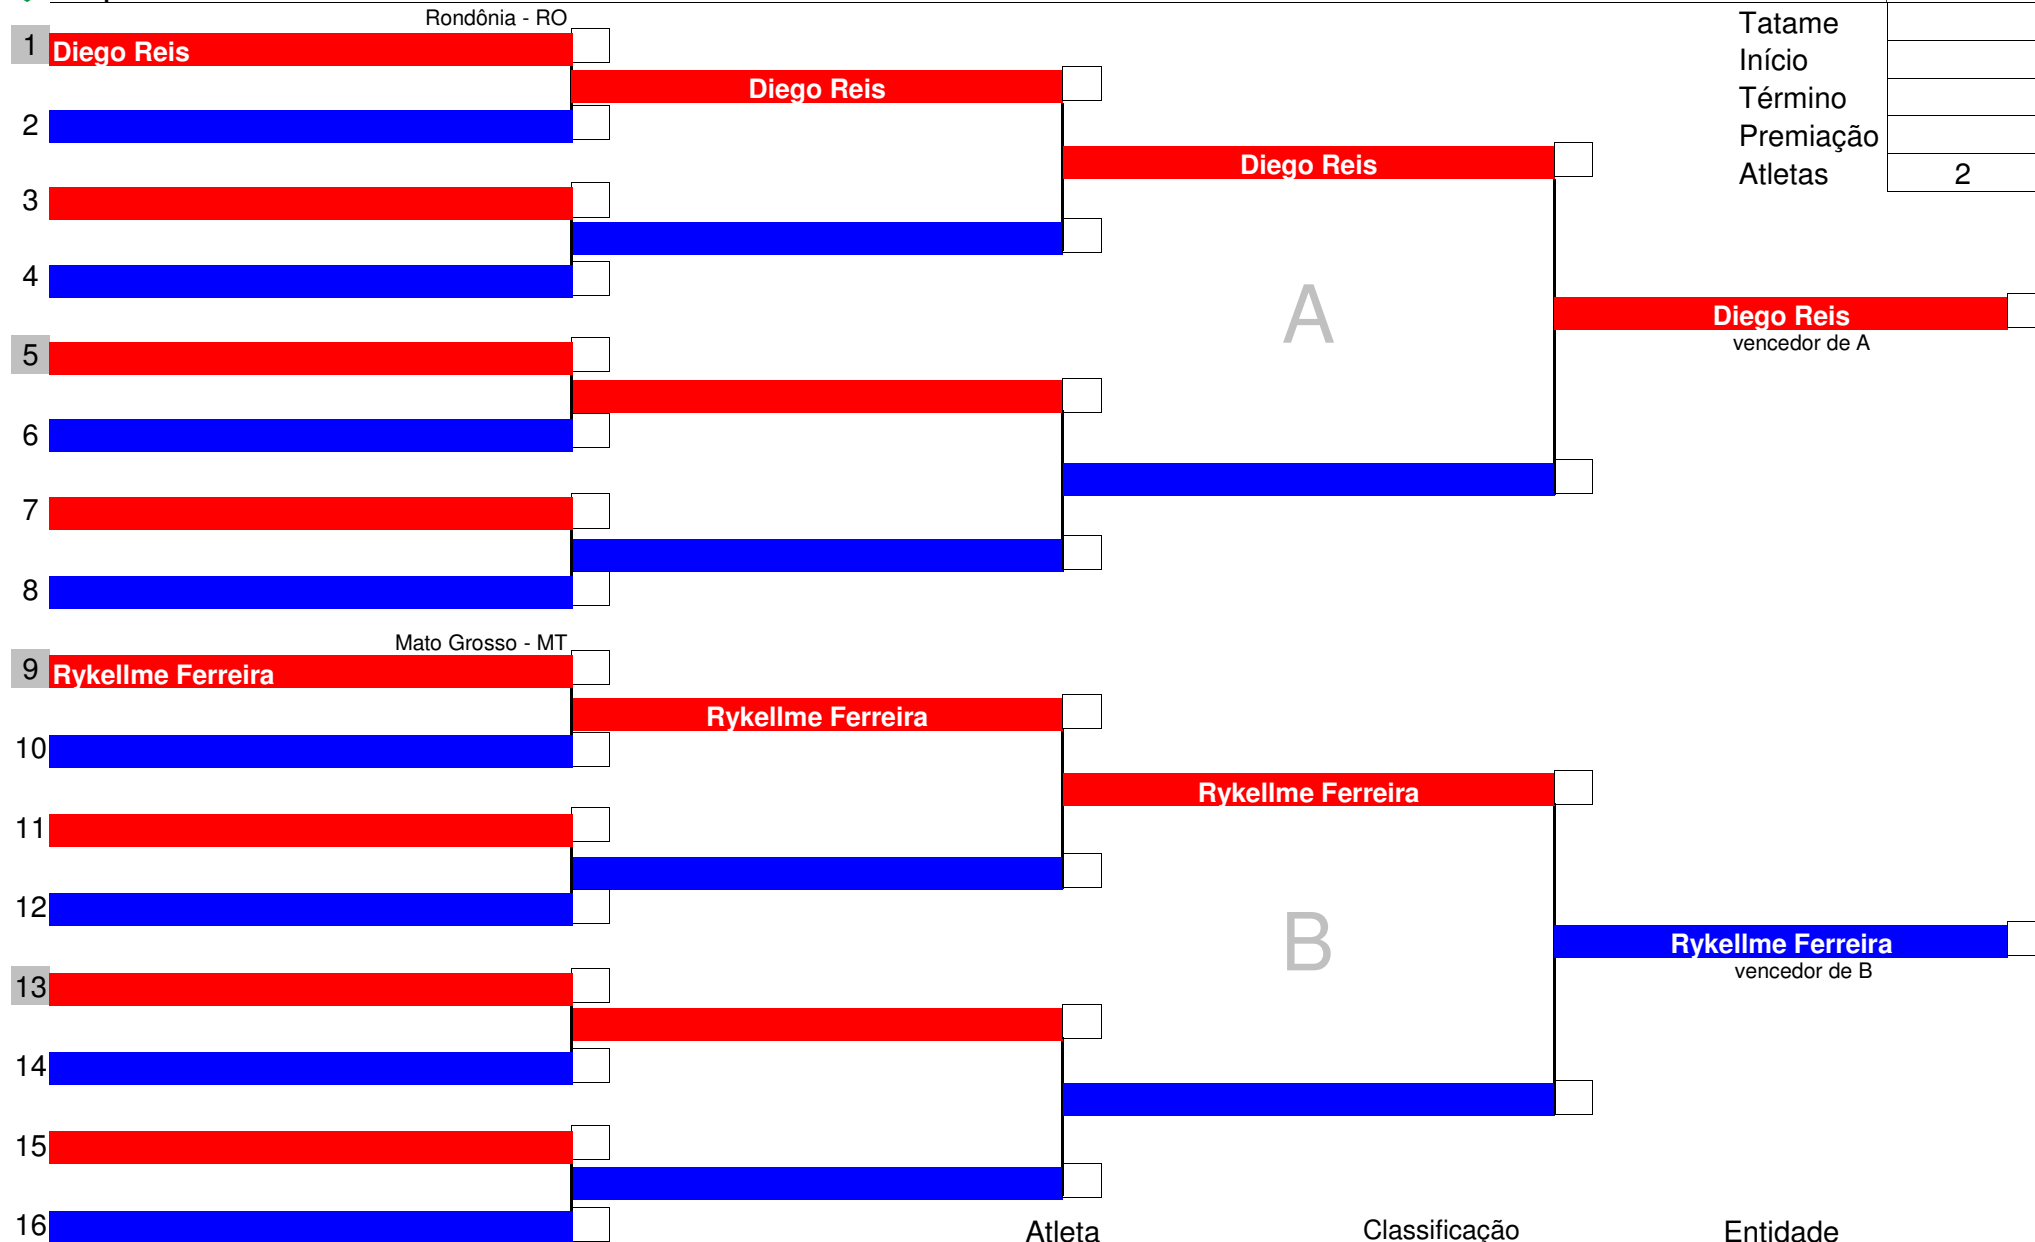 Rondônia - RO
Tatame
1 Diego Reis
Início
Diego Reis
Término
2
Premiação
Diego Reis
Atletas 2
3
4
A
Diego Reis
vencedor de A
5
6
7
8
Mato Grosso - MT
9 Rykellme Ferreira
Rykellme Ferreira
10
Rykellme Ferreira
11
12
B
Rykellme Ferreira
vencedor de B
13
14
15
16
Atleta Classificação Entidade